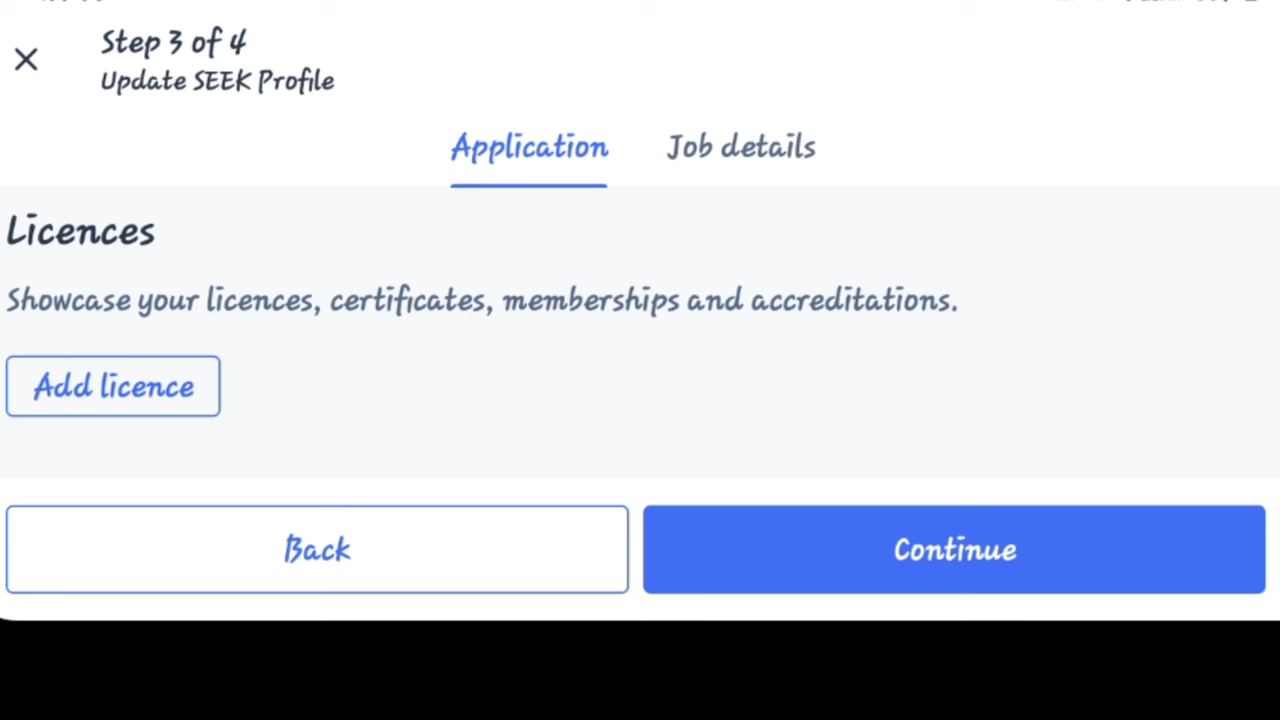 Step 3 of 4
Update SEEK Profile
Application Job details
Licences
Showcase your licences, certificates, memberships and accreditations.
Add licence
Back Continue